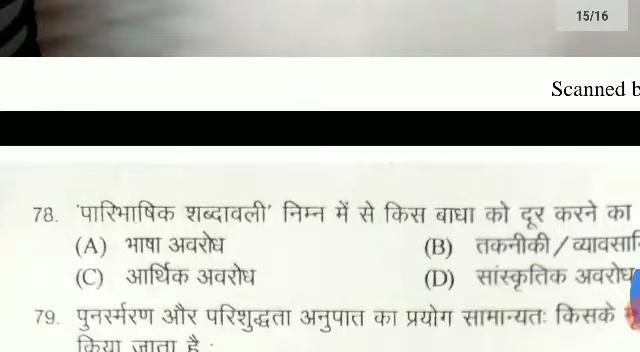 15/16
Scanned b
78. 'पारिभाषिक शब्दावली' निम्न में से किस बाधा को दूर करने का
(A) भाषा अवरोध (B) तकनीकी / व्यावसा
(C) आर्थिक अवरोध (D) सांस्कृतिक अवरोध
79. पुनर्स्मरण और परिशुद्धता अनुपात का प्रयोग सामान्यतः किसके
किया जाता है :